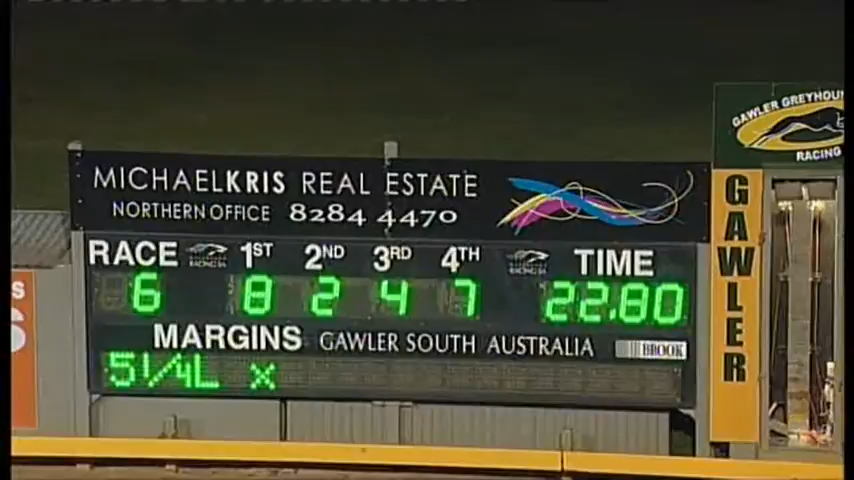 MICHAELKRIS REAL ESTATE
NORTHERN OFFICE 8284 4470
GAWLER GREYHOUN
RACING
GAWLER
RACE 1ST 2ND 3RD 4TH TIME
6 8 2 4 7 22.80
MARGINS GAWLER SOUTH AUSTRALIA BROOK
5 1/4L X
S
S